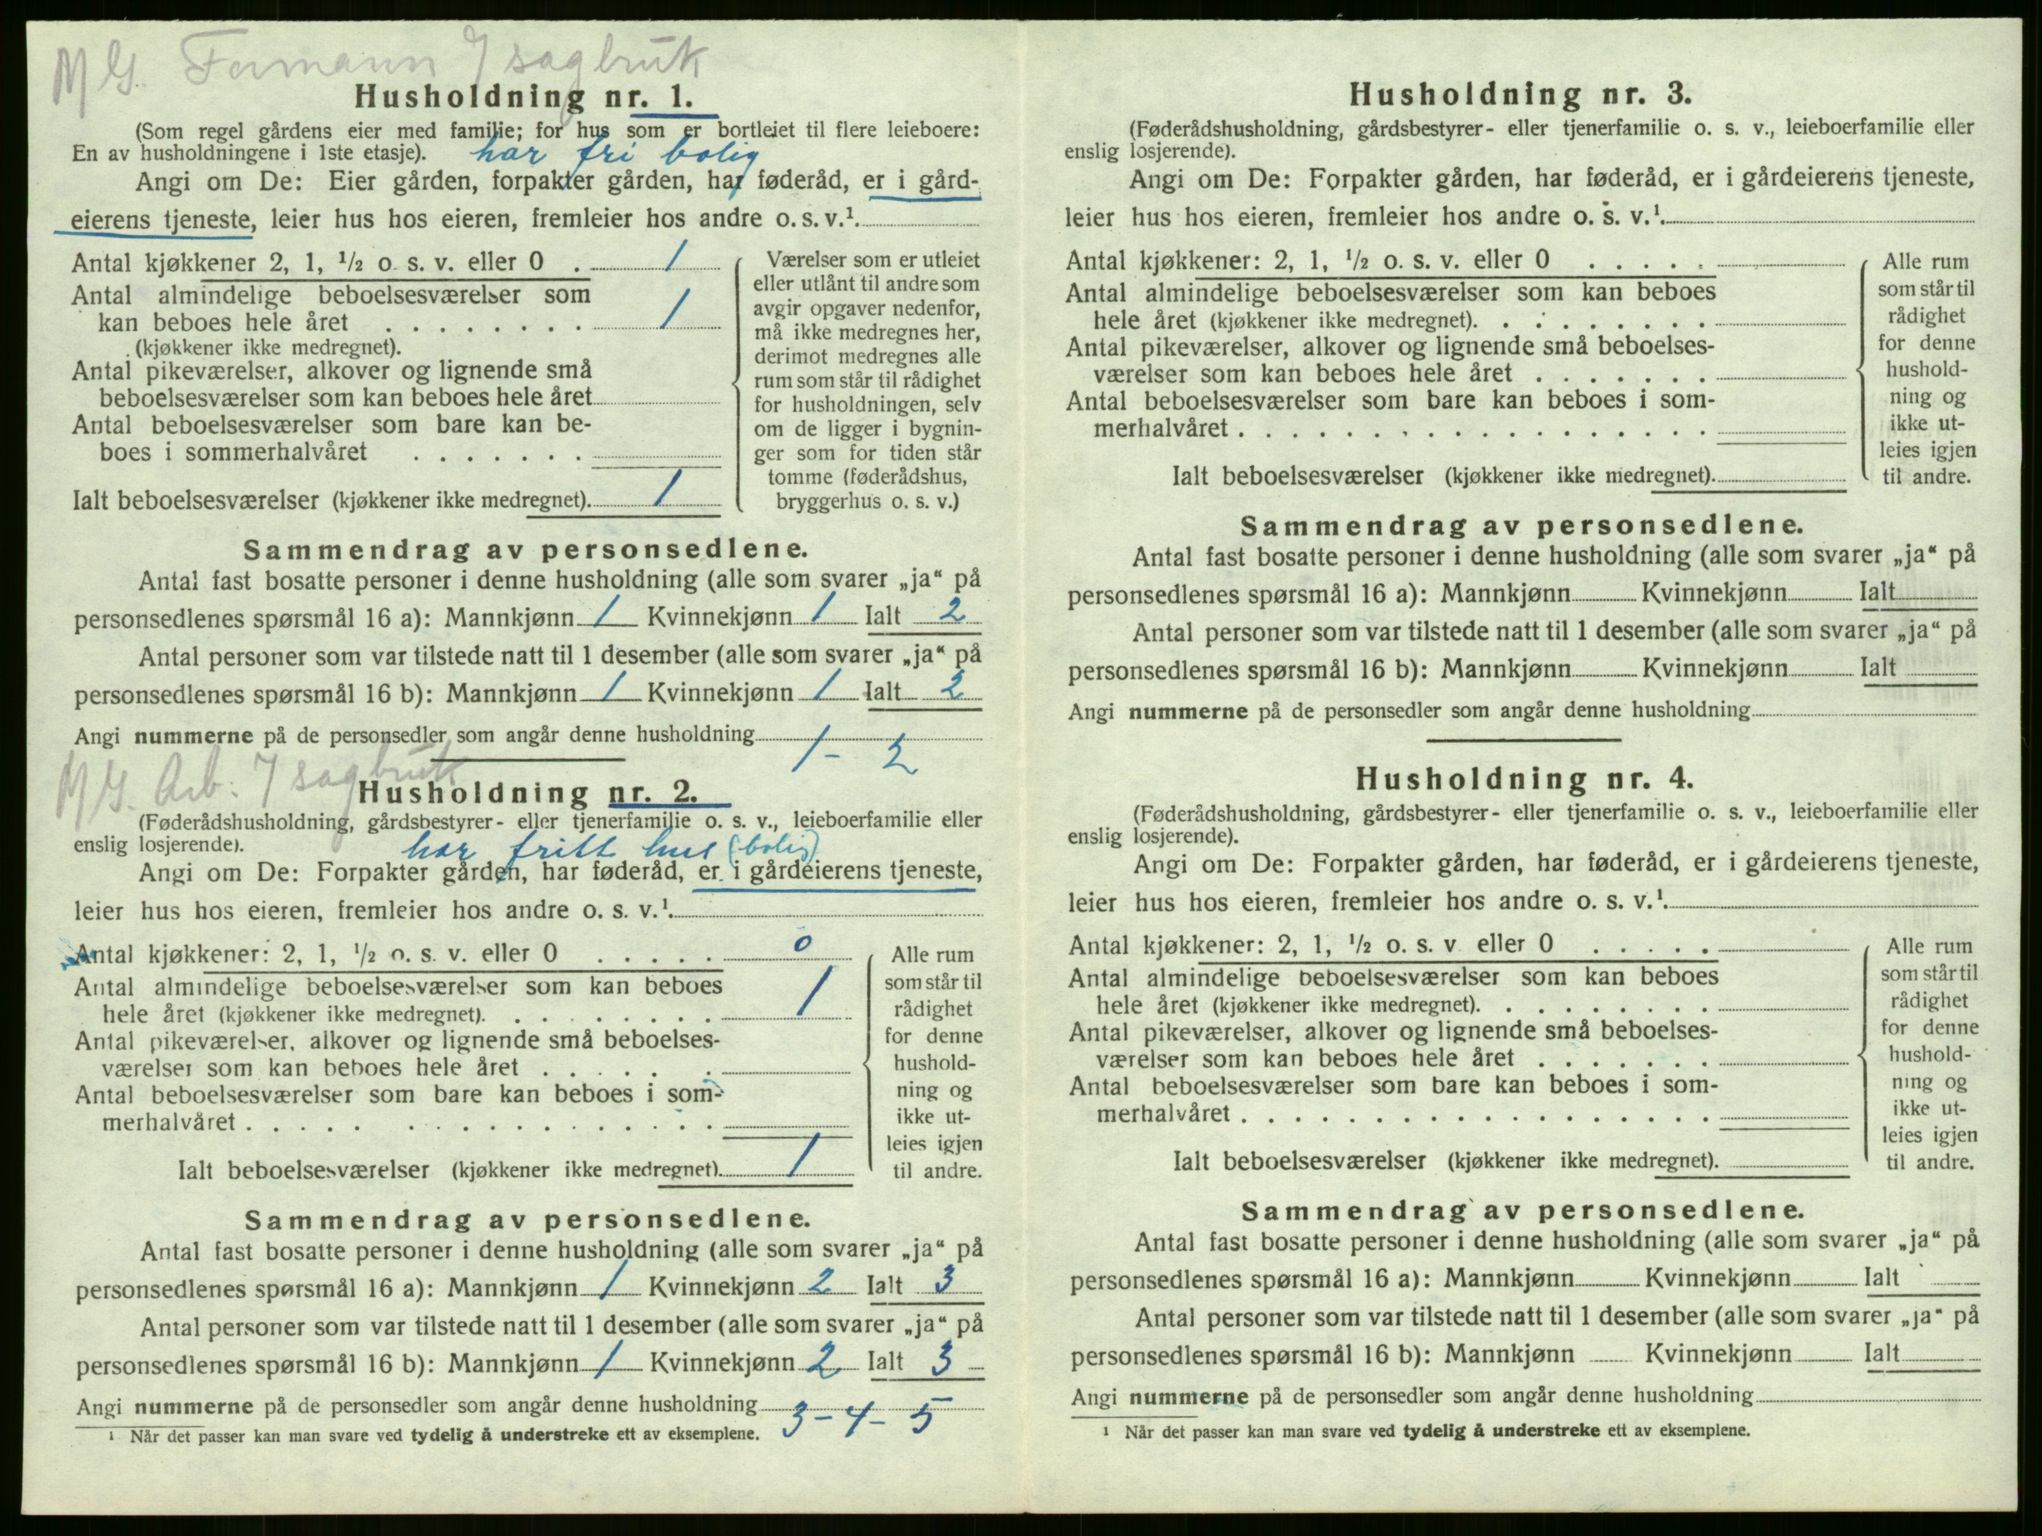 M G. Formann I sagbruk
Husholdning nr. 1.
(Som regel gårdens eier med familie; for hus som er bortleiet til flere leieboere:
En av husholdningene i 1ste etasje). har fri bolig
Angi om De: Eier gården, forpakter gården, har føderåd, er i gård-
eierens tjeneste, leier hus hos eieren, fremleier hos andre o. s. v.¹.
Antal kjøkkener 2, 1, ½ o. s. v. eller 0 . 1
Antal almindelige beboelsesværelser som
kan beboes hele året . . . . . . . . 1
(kjøkkener ikke medregnet).
Antal pikeværelser, alkover og lignende små
beboelsesværelser som kan beboes hele året
Antal beboelsesværelser som bare kan be-
boes i sommerhalvåret . . . . . . .
Ialt beboelsesværelser (kjøkkener ikke medregnet). 1
Værelser som er utleiet
eller utlånt til andre som
avgir opgaver nedenfor,
må ikke medregnes her,
derimot medregnes alle
rum som står til rådighet
for husholdningen, selv
om de ligger i bygnin-
ger som for tiden står
tomme (føderådshus,
bryggerhus o. s. v.)
Sammendrag av personsedlene.
Antal fast bosatte personer i denne husholdning (alle som svarer „ja“ på
personsedlenes spørsmål 16 a): Mannkjønn 1 Kvinnekjønn 1 Ialt 2
Antal personer som var tilstede natt til 1 desember (alle som svarer „ja“ på
personsedlenes spørsmål 16 b): Mannkjønn 1 Kvinnekjønn 1 Ialt 2
Angi nummerne på de personsedler som angår denne husholdning 1 - 2
M G. Arb. I sagbruk
Husholdning nr. 2.
(Føderådshusholdning, gårdsbestyrer- eller tjenerfamilie o. s. v., leieboerfamilie eller
enslig losjerende). har fritt hus (bolig)
Angi om De: Forpakter gården, har føderåd, er i gårdeierens tjeneste,
leier hus hos eieren, fremleier hos andre o. s. v.¹.
Antal kjøkkener: 2, 1, ½ o. s. v. eller 0 . . . . . 0
Antal almindelige beboelsesværelser som kan beboes
hele året (kjøkkener ikke medregnet). . . . . . . . 1
Antal pikeværelser, alkover og lignende små beboelses-
værelser som kan beboes hele året . . . . . . .
Antal beboelsesværelser som bare kan beboes i som-
merhalvåret . . . . . . . . . . . . . . . .
Ialt beboelsesværelser (kjøkkener ikke medregnet). 1
Alle rum
som står til
rådighet
for denne
hushold-
ning og
ikke ut-
leies igjen
til andre.
Sammendrag av personsedlene.
Antal fast bosatte personer i denne husholdning (alle som svarer „ja“ på
personsedlenes spørsmål 16 a): Mannkjønn 1 Kvinnekjønn 2 Ialt 3
Antal personer som var tilstede natt til 1 desember (alle som svarer „ja“ på
personsedlenes spørsmål 16 b): Mannkjønn 1 Kvinnekjønn 2 Ialt 3
Angi nummerne på de personsedler som angår denne husholdning 3 - 4 - 5
¹ Når det passer kan man svare ved tydelig å understreke ett av eksemplene.
Husholdning nr. 3.
(Føderådshusholdning, gårdsbestyrer- eller tjenerfamilie o. s. v., leieboerfamilie eller
enslig losjerende).
Angi om De: Forpakter gården, har føderåd, er i gårdeierens tjeneste,
leier hus hos eieren, fremleier hos andre o. s. v.¹.
Antal kjøkkener: 2, 1, ½ o. s. v. eller 0 . . . . .
Antal almindelige beboelsesværelser som kan beboes
hele året (kjøkkener ikke medregnet). . . . . . . .
Antal pikeværelser, alkover og lignende små beboelses-
værelser som kan beboes hele året . . . . . . .
Antal beboelsesværelser som bare kan beboes i som-
merhalvåret . . . . . . . . . . . . . . . . .
Ialt beboelsesværelser (kjøkkener ikke medregnet).
Alle rum
som står til
rådighet
for denne
hushold-
ning og
ikke ut-
leies igjen
til andre.
Sammendrag av personsedlene.
Antal fast bosatte personer i denne husholdning (alle som svarer „ja“ på
personsedlenes spørsmål 16 a): Mannkjønn Kvinnekjønn Ialt
Antal personer som var tilstede natt til 1 desember (alle som svarer „ja“ på
personsedlenes spørsmål 16 b): Mannkjønn Kvinnekjønn Ialt
Angi nummerne på de personsedler som angår denne husholdning
Husholdning nr. 4.
(Føderådshusholdning, gårdsbestyrer- eller tjenerfamilie o. s. v., leieboerfamilie eller
enslig losjerende).
Angi om De: Forpakter gården, har føderåd, er i gårdeierens tjeneste,
leier hus hos eieren, fremleier hos andre o. s. v.¹.
Antal kjøkkener: 2, 1, ½ o. s. v eller 0 . . . . .
Antal almindelige beboelsesværelser som kan beboes
hele året (kjøkkener ikke medregnet). . . . . . . .
Antal pikeværelser, alkover og lignende små beboelses-
værelser som kan beboes hele året . . . . . . .
Antal beboelsesværelser som bare kan beboes i som-
merhalvåret . . . . . . . . . . . . . . . . .
Ialt beboelsesværelser (kjøkkener ikke medregnet).
Alle rum
som står til
rådighet
for denne
hushold-
ning og
ikke ut-
leies igjen
til andre.
Sammendrag av personsedlene.
Antal fast bosatte personer i denne husholdning (alle som svarer „ja“ på
personsedlenes spørsmål 16 a): Mannkjønn Kvinnekjønn Ialt
Antal personer som var tilstede natt til 1 desember (alle som svarer „ja“ på
personsedlenes spørsmål 16 b): Mannkjønn Kvinnekjønn Ialt
Angi nummerne på de personsedler som angår denne husholdning
¹ Når det passer kan man svare ved tydelig å understreke ett av eksemplene.